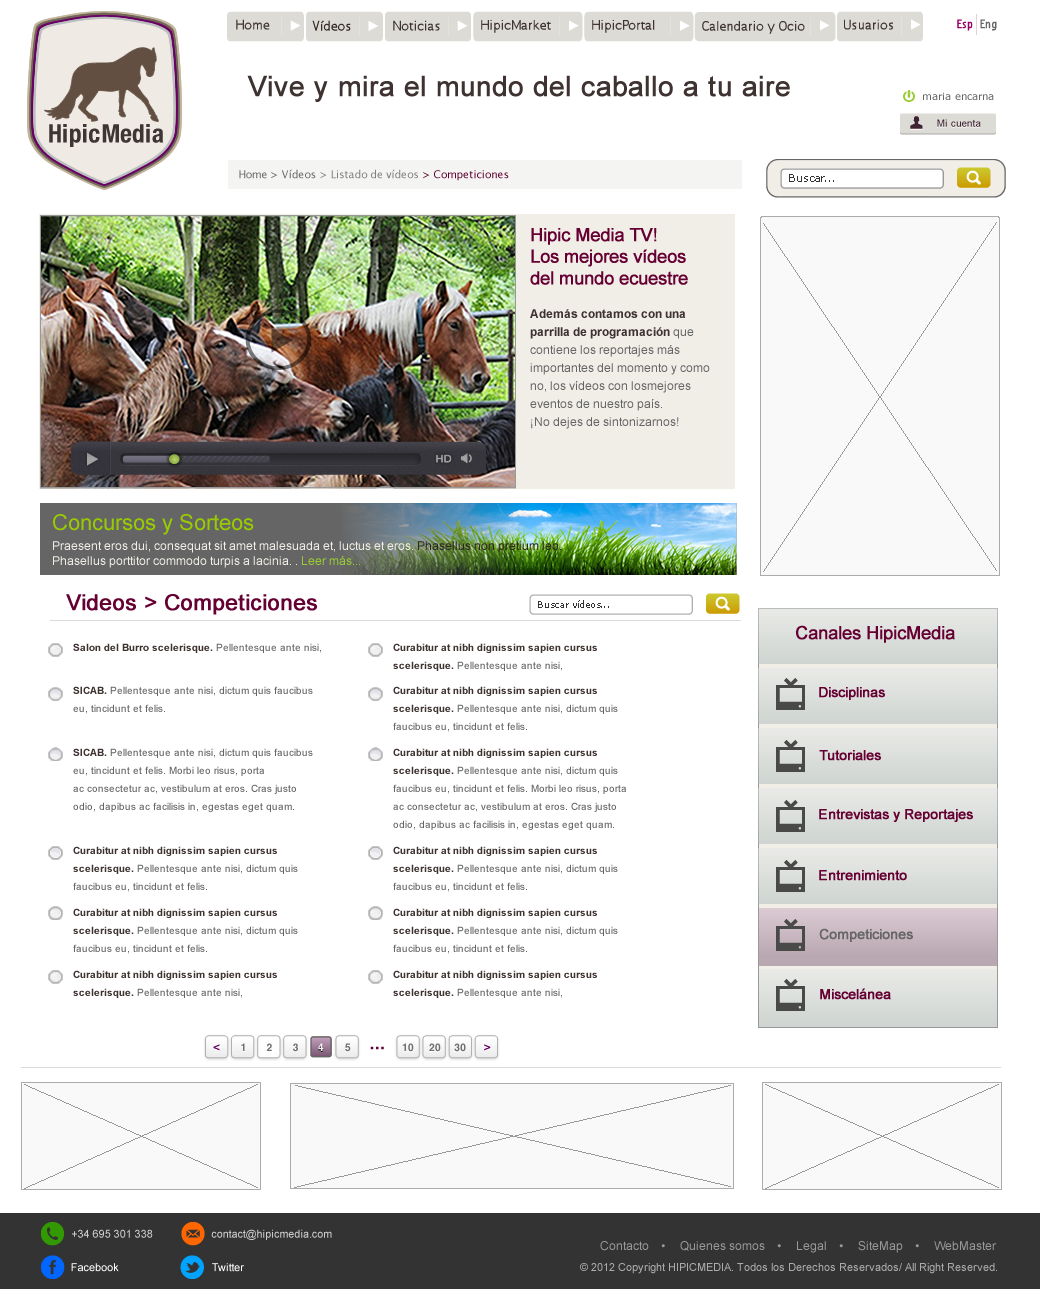 Home
Vídeos
Noticias
HipicMarket
HipicPortal
Calendario y Ocio
Usuarios
Esp
Eng
HipicMedia
Vive y mira el mundo del caballo a tu aire
maria encarna
Mi cuenta
Home > Vídeos > Listado de vídeos > Competiciones
Buscar...
Hipic Media TV!
Los mejores vídeos
del mundo ecuestre
Además contamos con una
parrilla de programación que
contiene los reportajes más
importantes del momento y como
no, los vídeos con losmejores
eventos de nuestro país.
¡No dejes de sintonizarnos!
HD
Concursos y Sorteos
Praesent eros dui, consequat sit amet malesuada et, luctus et eros. Phasellus non pretium leo.
Phasellus porttitor commodo turpis a lacinia. . Leer más...
Videos > Competiciones
Buscar vídeos...
Salon del Burro scelerisque. Pellentesque ante nisi,
SICAB. Pellentesque ante nisi, dictum quis faucibus
eu, tincidunt et felis.
SICAB. Pellentesque ante nisi, dictum quis faucibus
eu, tincidunt et felis. Morbi leo risus, porta
ac consectetur ac, vestibulum at eros. Cras justo
odio, dapibus ac facilisis in, egestas eget quam.
Curabitur at nibh dignissim sapien cursus
scelerisque. Pellentesque ante nisi, dictum quis
faucibus eu, tincidunt et felis.
Curabitur at nibh dignissim sapien cursus
scelerisque. Pellentesque ante nisi, dictum quis
faucibus eu, tincidunt et felis.
Curabitur at nibh dignissim sapien cursus
scelerisque. Pellentesque ante nisi,
Curabitur at nibh dignissim sapien cursus
scelerisque. Pellentesque ante nisi,
Curabitur at nibh dignissim sapien cursus
scelerisque. Pellentesque ante nisi, dictum quis
faucibus eu, tincidunt et felis.
Curabitur at nibh dignissim sapien cursus
scelerisque. Pellentesque ante nisi, dictum quis
faucibus eu, tincidunt et felis. Morbi leo risus, porta
ac consectetur ac, vestibulum at eros. Cras justo
odio, dapibus ac facilisis in, egestas eget quam.
Curabitur at nibh dignissim sapien cursus
scelerisque. Pellentesque ante nisi, dictum quis
faucibus eu, tincidunt et felis.
Curabitur at nibh dignissim sapien cursus
scelerisque. Pellentesque ante nisi, dictum quis
faucibus eu, tincidunt et felis.
Curabitur at nibh dignissim sapien cursus
scelerisque. Pellentesque ante nisi,
Canales HipicMedia
Disciplinas
Tutoriales
Entrevistas y Reportajes
Entrenimiento
Competiciones
Miscelánea
< 1 2 3 4 5 ... 10 20 30 >
+34 695 301 338
contact@hipicmedia.com
Facebook
Twitter
Contacto • Quienes somos • Legal • SiteMap • WebMaster
© 2012 Copyright HIPICMEDIA. Todos los Derechos Reservados/ All Right Reserved.